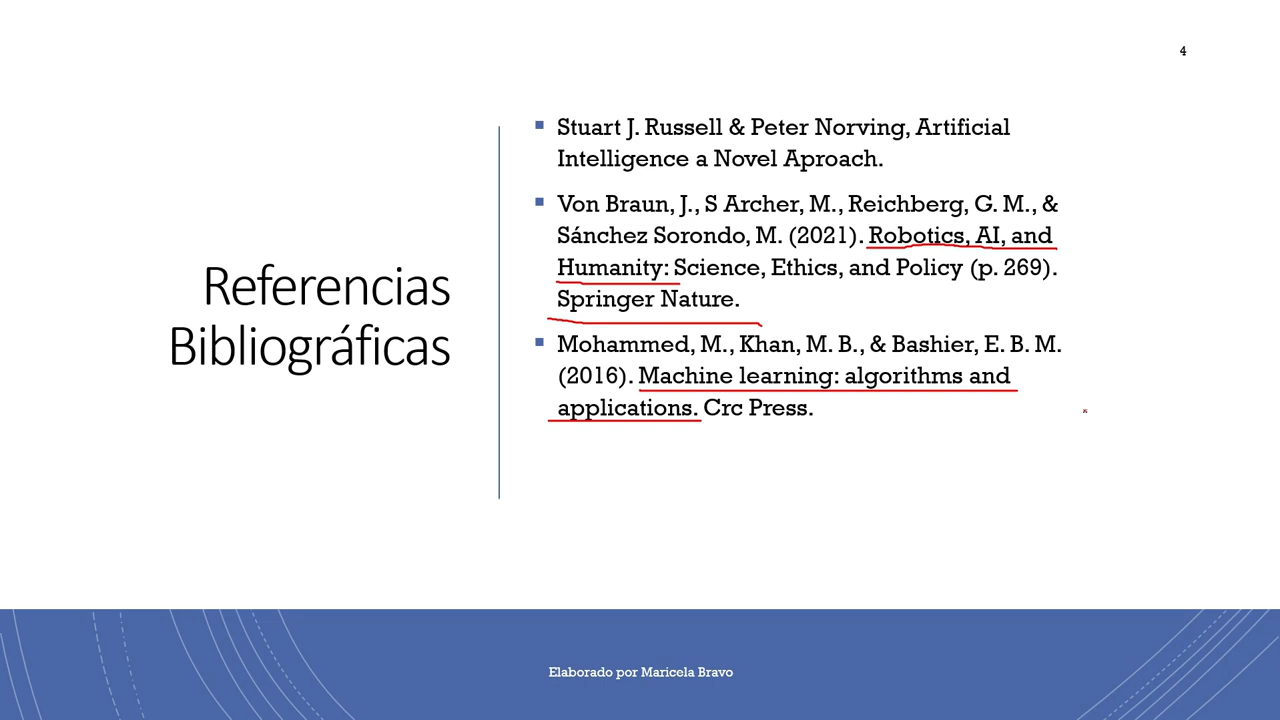 4
Referencias
Bibliográficas
Stuart J. Russell & Peter Norving, Artificial
Intelligence a Novel Aproach.
Von Braun, J., S Archer, M., Reichberg, G. M., &
Sánchez Sorondo, M. (2021). Robotics, AI, and
Humanity: Science, Ethics, and Policy (p. 269).
Springer Nature.
Mohammed, M., Khan, M. B., & Bashier, E. B. M.
(2016). Machine learning: algorithms and
applications. Crc Press.
Elaborado por Maricela Bravo